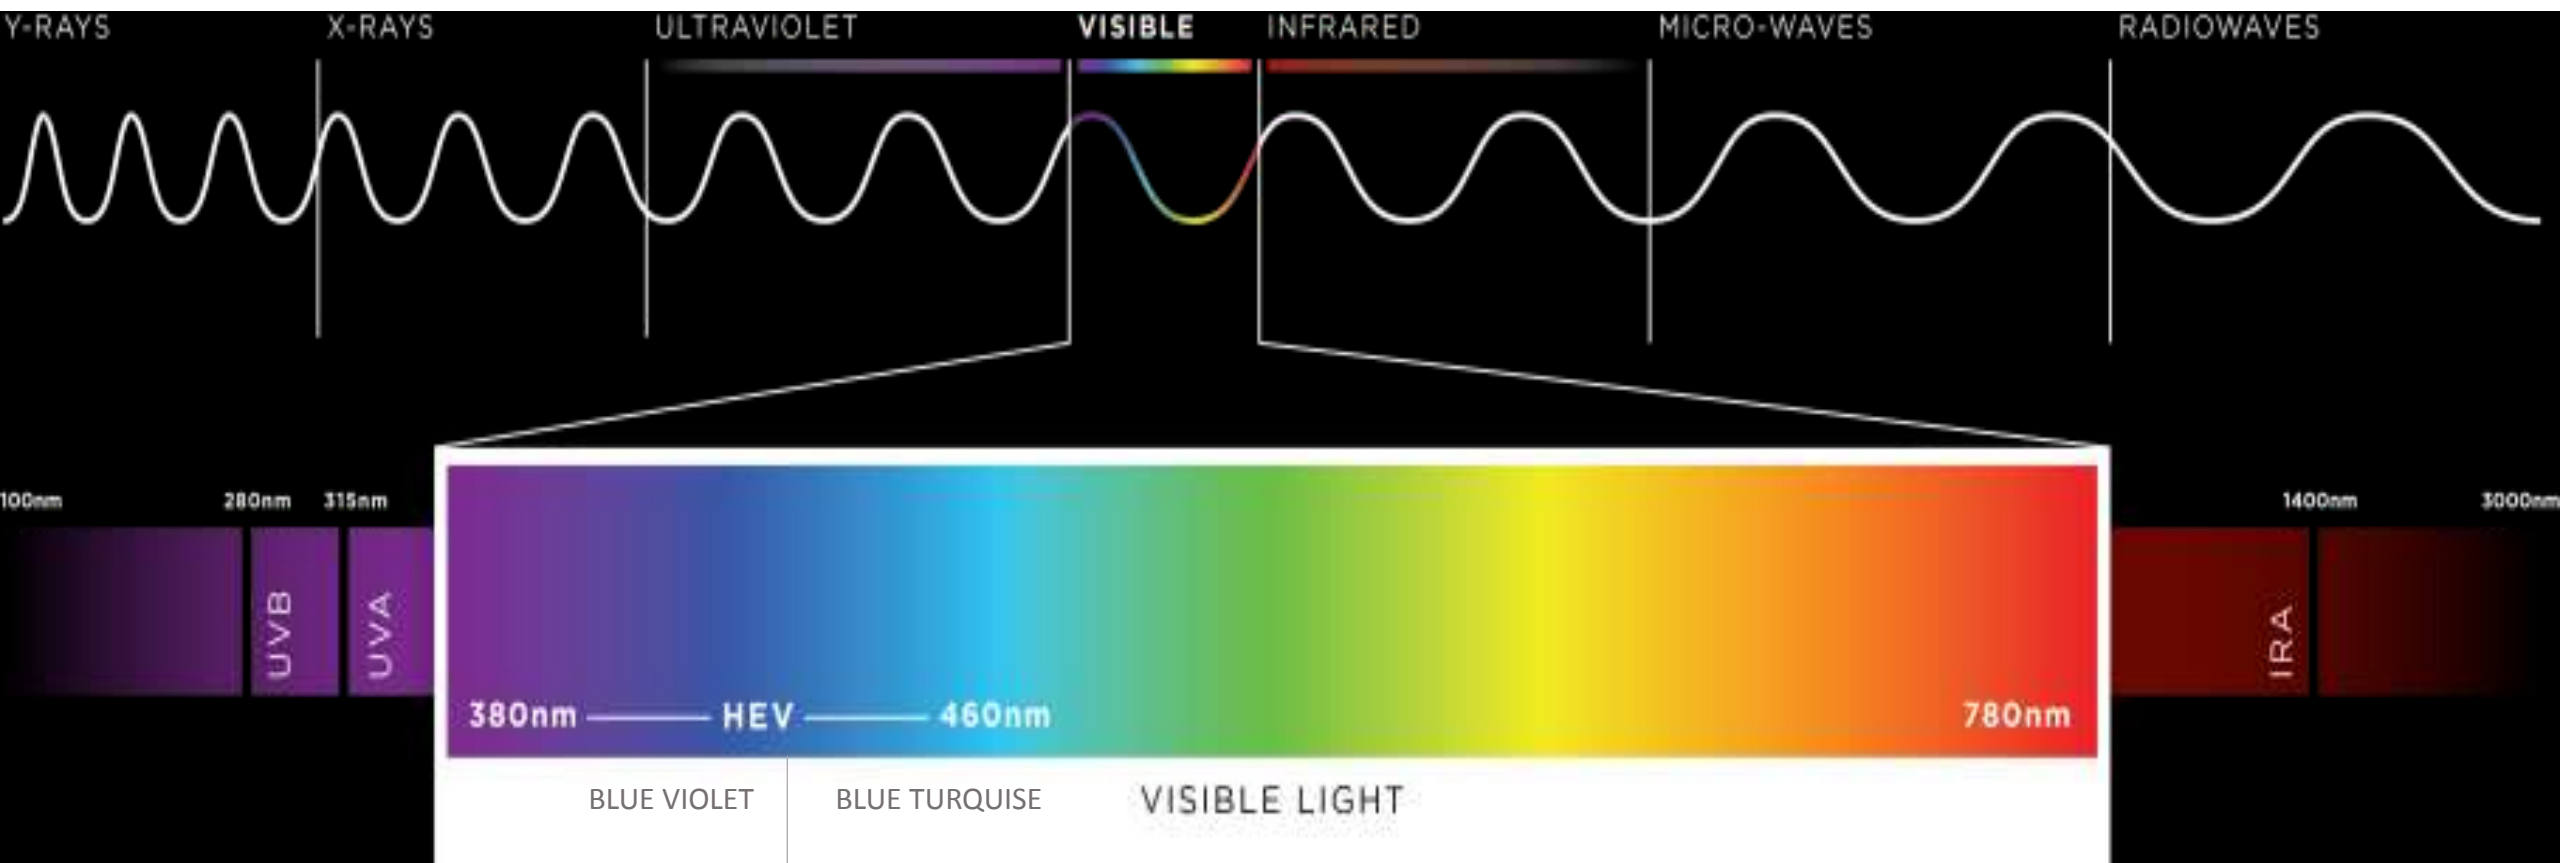 Y-RAYS X-RAYS ULTRAVIOLET VISIBLE INFRARED MICRO-WAVES RADIOWAVES
100nm 280nm 315nm 1400nm 3000nm
UVB UVA IRA
380nm HEV 460nm 780nm
BLUE VIOLET BLUE TURQUISE VISIBLE LIGHT